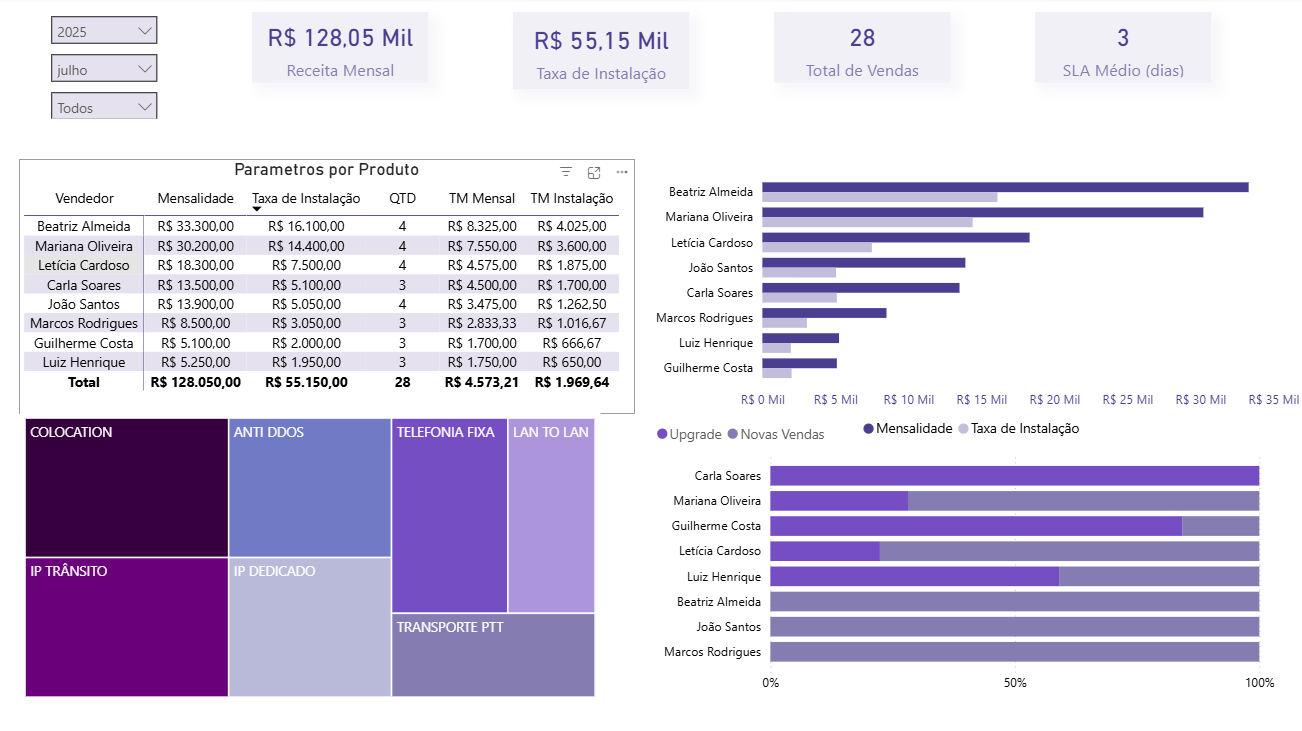 2025
julho
Todos
R$ 128,05 Mil
Receita Mensal
R$ 55,15 Mil
Taxa de Instalação
28
Total de Vendas
3
SLA Médio (dias)
Parametros por Produto
Vendedor Mensalidade Taxa de Instalação QTD TM Mensal TM Instalação
Beatriz Almeida R$ 33.300,00 R$ 16.100,00 4 R$ 8.325,00 R$ 4.025,00
Mariana Oliveira R$ 30.200,00 R$ 14.400,00 4 R$ 7.550,00 R$ 3.600,00
Letícia Cardoso R$ 18.300,00 R$ 7.500,00 4 R$ 4.575,00 R$ 1.875,00
Carla Soares R$ 13.500,00 R$ 5.100,00 3 R$ 4.500,00 R$ 1.700,00
João Santos R$ 13.900,00 R$ 5.050,00 4 R$ 3.475,00 R$ 1.262,50
Marcos Rodrigues R$ 8.500,00 R$ 3.050,00 3 R$ 2.833,33 R$ 1.016,67
Guilherme Costa R$ 5.100,00 R$ 2.000,00 3 R$ 1.700,00 R$ 666,67
Luiz Henrique R$ 5.250,00 R$ 1.950,00 3 R$ 1.750,00 R$ 650,00
Total R$ 128.050,00 R$ 55.150,00 28 R$ 4.573,21 R$ 1.969,64
Beatriz Almeida
Mariana Oliveira
Letícia Cardoso
João Santos
Carla Soares
Marcos Rodrigues
Luiz Henrique
Guilherme Costa
R$ 0 Mil R$ 5 Mil R$ 10 Mil R$ 15 Mil R$ 20 Mil R$ 25 Mil R$ 30 Mil R$ 35 Mil
Mensalidade Taxa de Instalação
COLOCATION
ANTI DDOS
TELEFONIA FIXA
LAN TO LAN
IP TRÂNSITO
IP DEDICADO
TRANSPORTE PTT
Upgrade Novas Vendas
Carla Soares
Mariana Oliveira
Guilherme Costa
Letícia Cardoso
Luiz Henrique
Beatriz Almeida
João Santos
Marcos Rodrigues
0% 50% 100%